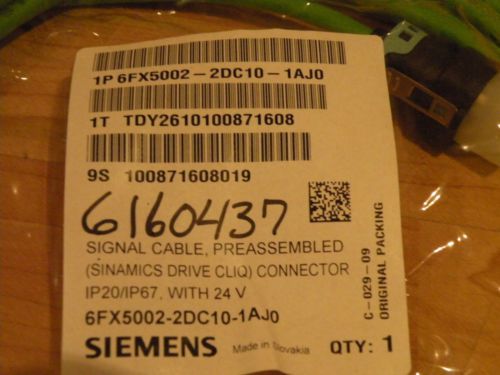 1P 6FX5002-2DC10-1AJ0
1T TDY2610100871608
9S 100871608019
6160437
SIGNAL CABLE, PREASSEMBLED
(SINAMICS DRIVE CLIQ) CONNECTOR
IP20/IP67, WITH 24 V
6FX5002-2DC10-1AJ0
SIEMENS Made in Slovakia QTY: 1
C-029-09
ORIGINAL PACKING